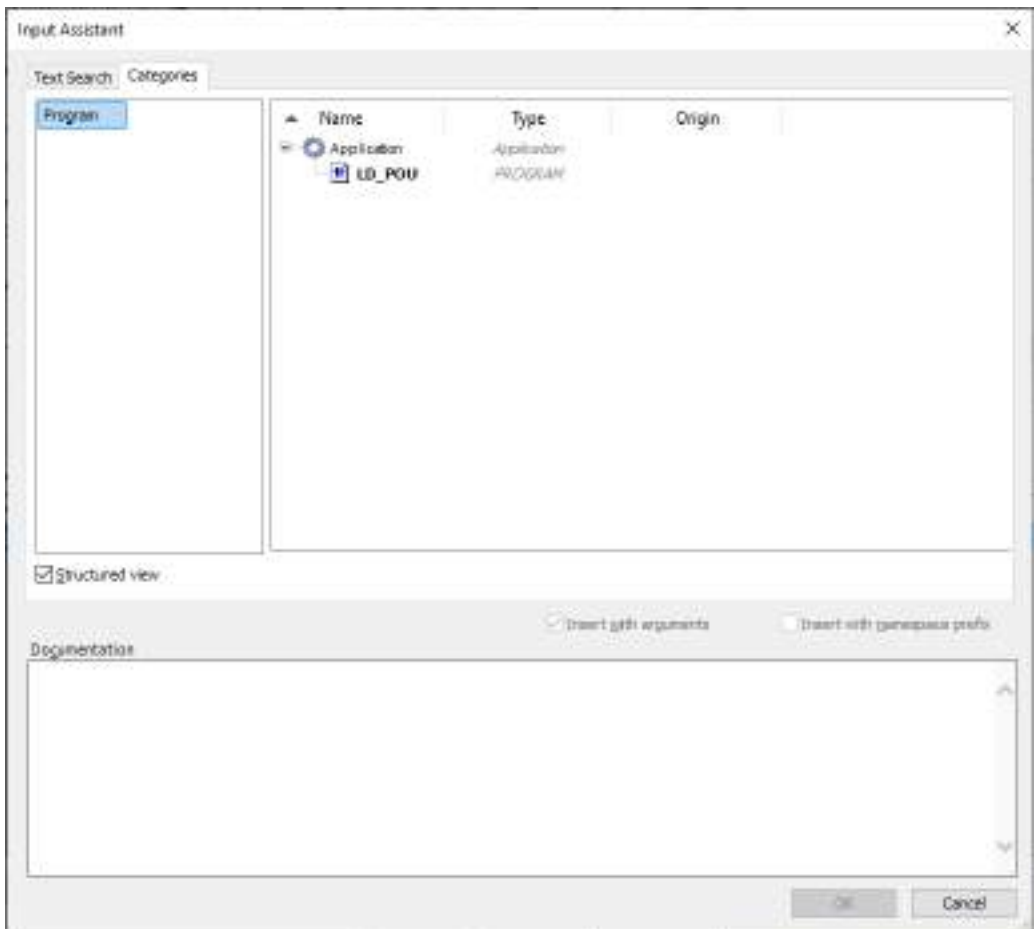 Input Assistant
Text Search Categories
Program
Name Type Origin
Application Application
LD_POU PROGRAM
Structured view
Insert with arguments Insert with namespace prefix
Documentation
OK Cancel